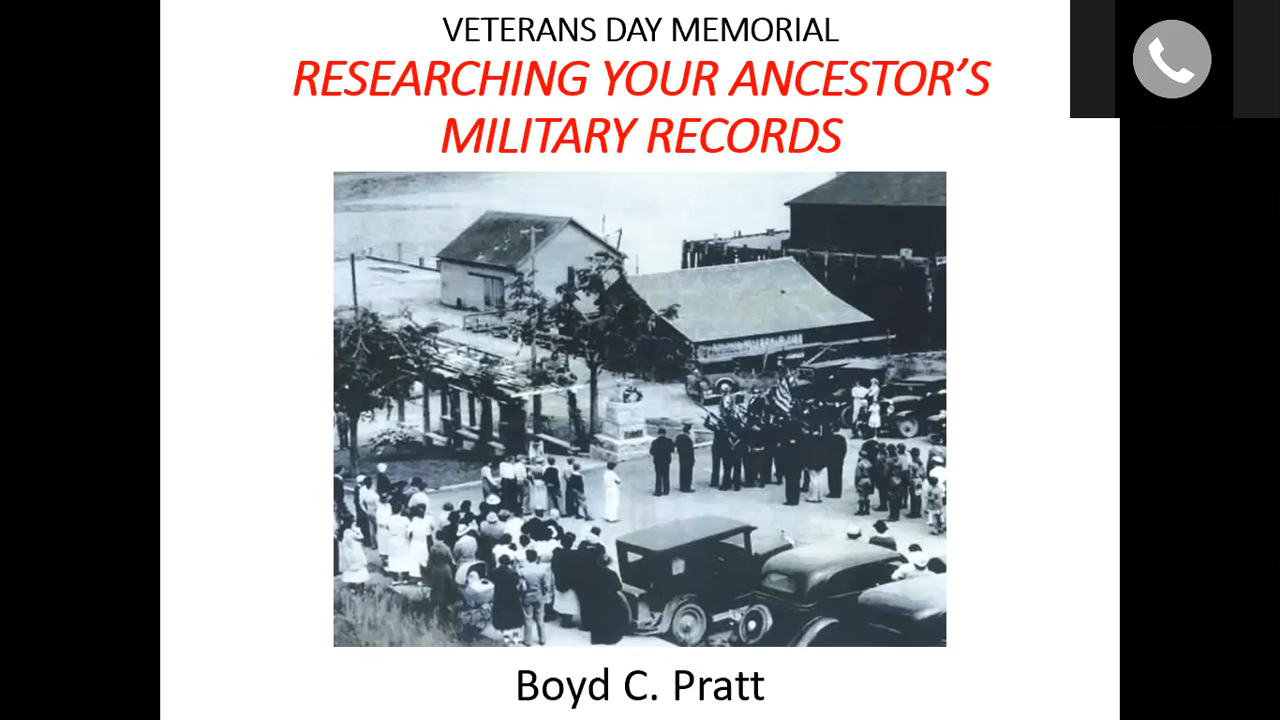 VETERANS DAY MEMORIAL
RESEARCHING YOUR ANCESTOR’S
MILITARY RECORDS
Boyd C. Pratt